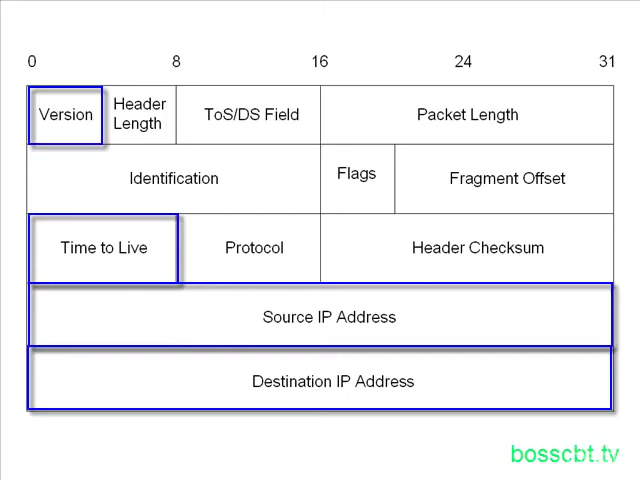 0 8 16 24 31
Version Header Length ToS/DS Field Packet Length
Identification Flags Fragment Offset
Time to Live Protocol Header Checksum
Source IP Address
Destination IP Address
bosscbt.tv